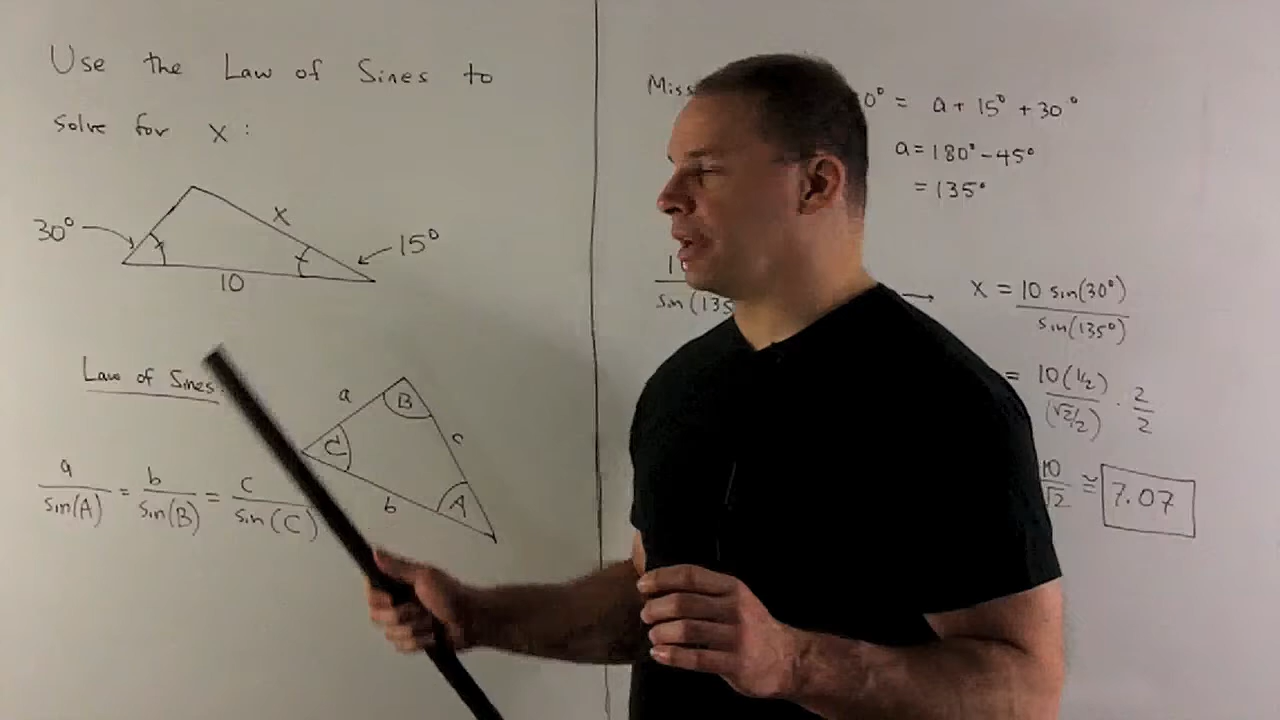 Use the Law of Sines to
solve for x:
30°
x
15°
10
Law of Sines
a/sin(A) = b/sin(B) = c/sin(C)
a
B
c
C
b
A
0° = a + 15° + 30°
a = 180° - 45°
= 135°
sin(135
→ x = 10 sin(30°)/sin(135°)
= 10(1/2)/(√2/2) · 2/2
10/√2 ≅ 7.07